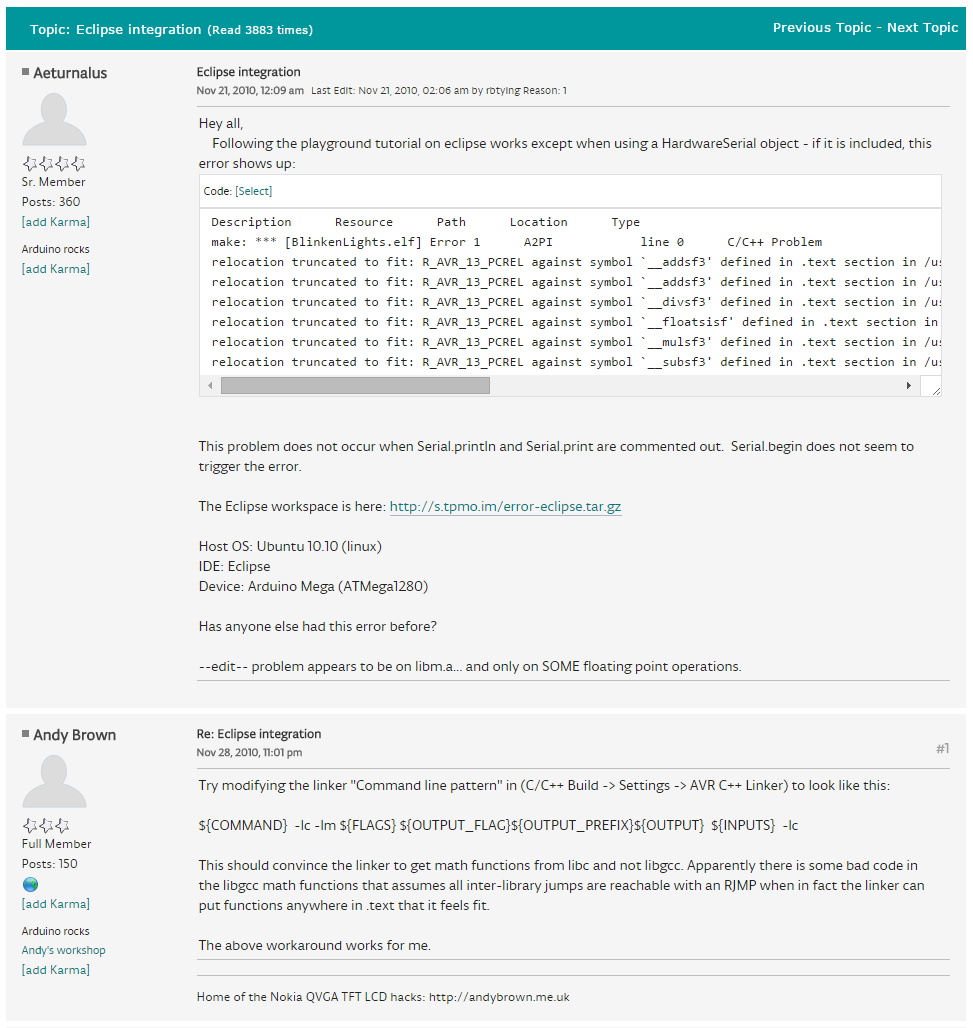 Topic: Eclipse integration (Read 3883 times)
Previous Topic - Next Topic
Aeturnalus
Sr. Member
Posts: 360
[add Karma]
Arduino rocks
[add Karma]
Eclipse integration
Nov 21, 2010, 12:09 am Last Edit: Nov 21, 2010, 02:06 am by rbtying Reason: 1
Hey all,
Following the playground tutorial on eclipse works except when using a HardwareSerial object - if it is included, this
error shows up:
Code: [Select]
Description Resource Path Location Type
make: *** [BlinkenLights.elf] Error 1 A2PI line 0 C/C++ Problem
relocation truncated to fit: R_AVR_13_PCREL against symbol `__addsf3' defined in .text section in /us
relocation truncated to fit: R_AVR_13_PCREL against symbol `__addsf3' defined in .text section in /us
relocation truncated to fit: R_AVR_13_PCREL against symbol `__divsf3' defined in .text section in /us
relocation truncated to fit: R_AVR_13_PCREL against symbol `__floatsisf' defined in .text section in
relocation truncated to fit: R_AVR_13_PCREL against symbol `__mulsf3' defined in .text section in /us
relocation truncated to fit: R_AVR_13_PCREL against symbol `__subsf3' defined in .text section in /us
This problem does not occur when Serial.println and Serial.print are commented out. Serial.begin does not seem to
trigger the error.
The Eclipse workspace is here: http://s.tpmo.im/error-eclipse.tar.gz
Host OS: Ubuntu 10.10 (linux)
IDE: Eclipse
Device: Arduino Mega (ATMega1280)
Has anyone else had this error before?
--edit-- problem appears to be on libm.a... and only on SOME floating point operations.
Andy Brown
Full Member
Posts: 150
[add Karma]
Arduino rocks
Andy's workshop
[add Karma]
Re: Eclipse integration
Nov 28, 2010, 11:01 pm
#1
Try modifying the linker "Command line pattern" in (C/C++ Build -> Settings -> AVR C++ Linker) to look like this:
${COMMAND} -lc -lm ${FLAGS} ${OUTPUT_FLAG}${OUTPUT_PREFIX}${OUTPUT} ${INPUTS} -lc
This should convince the linker to get math functions from libc and not libgcc. Apparently there is some bad code in
the libgcc math functions that assumes all inter-library jumps are reachable with an RJMP when in fact the linker can
put functions anywhere in .text that it feels fit.
The above workaround works for me.
Home of the Nokia QVGA TFT LCD hacks: http://andybrown.me.uk